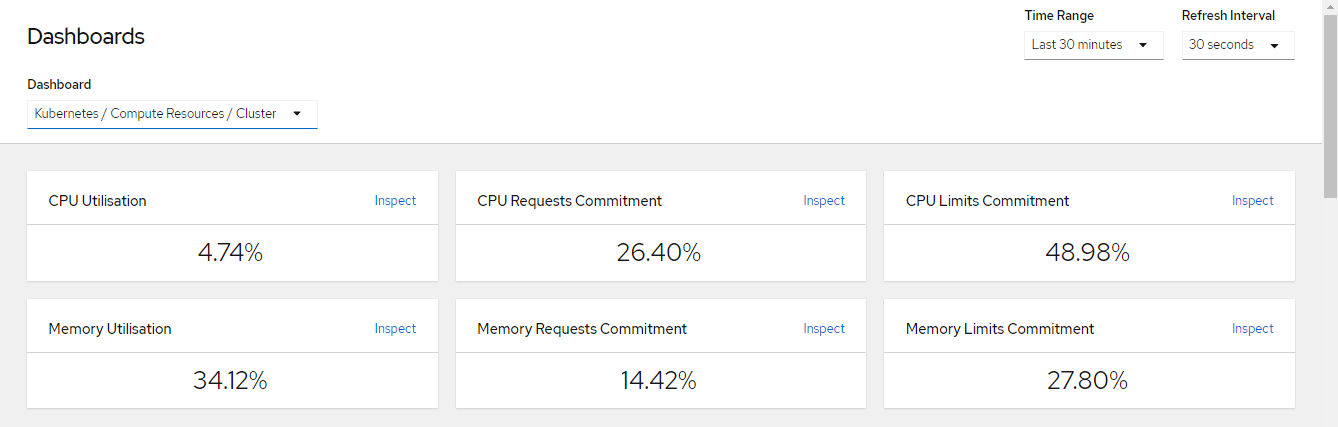 Dashboards
Time Range
Refresh Interval
Last 30 minutes
30 seconds
Dashboard
Kubernetes / Compute Resources / Cluster
CPU Utilisation
Inspect
CPU Requests Commitment
Inspect
CPU Limits Commitment
Inspect
4.74%
26.40%
48.98%
Memory Utilisation
Inspect
Memory Requests Commitment
Inspect
Memory Limits Commitment
Inspect
34.12%
14.42%
27.80%